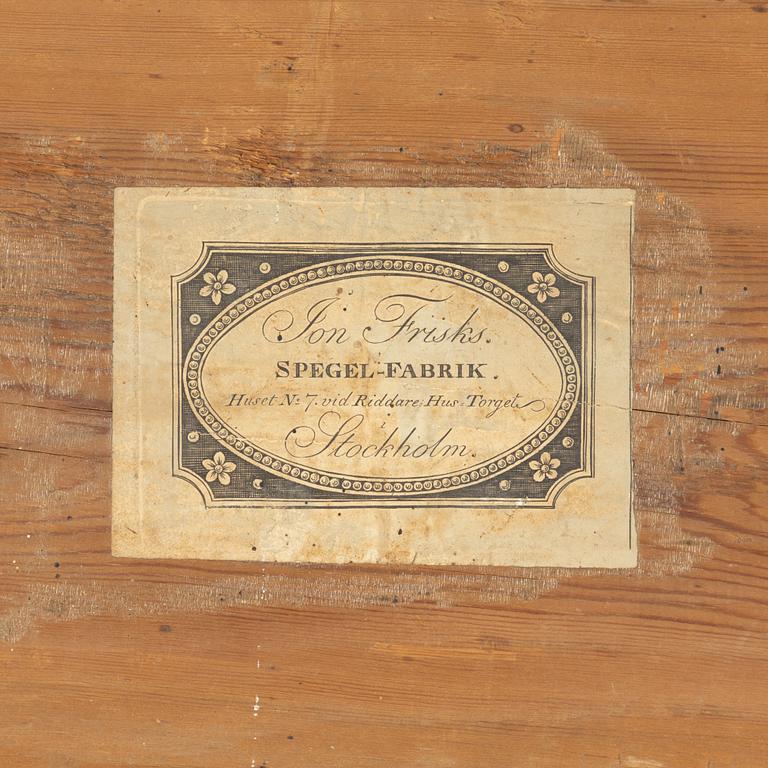 Jon Frisks.
SPEGEL-FABRIK.
Huset N:o 7. vid Riddare-Hus-Torget
i
Stockholm.